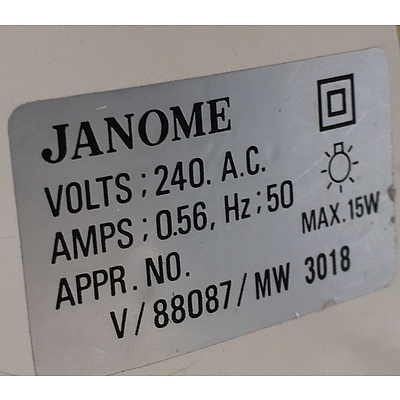 JANOME
VOLTS ; 240. A.C.
AMPS ; 0.56, Hz ; 50
MAX. 15W
APPR. NO.
V / 88087 / MW 3018